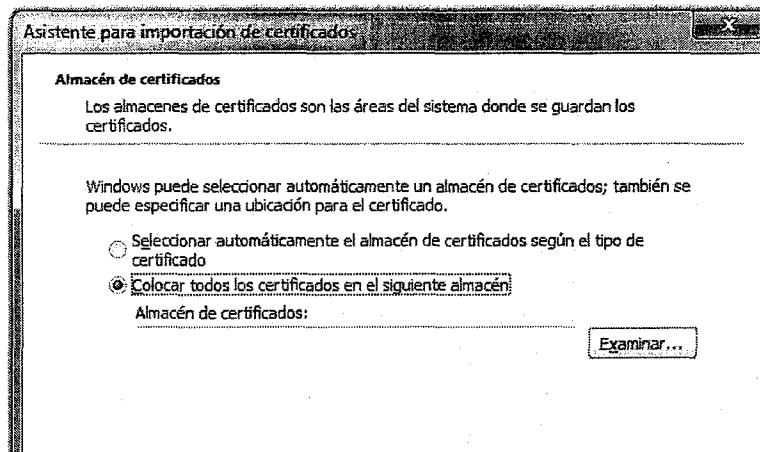 Asistente para importación de certificados
Almacén de certificados
Los almacenes de certificados son las áreas del sistema donde se guardan los
certificados.
Windows puede seleccionar automáticamente un almacén de certificados; también se
puede especificar una ubicación para el certificado.
Seleccionar automáticamente el almacén de certificados según el tipo de
certificado
Colocar todos los certificados en el siguiente almacén
Almacén de certificados:
Examinar...